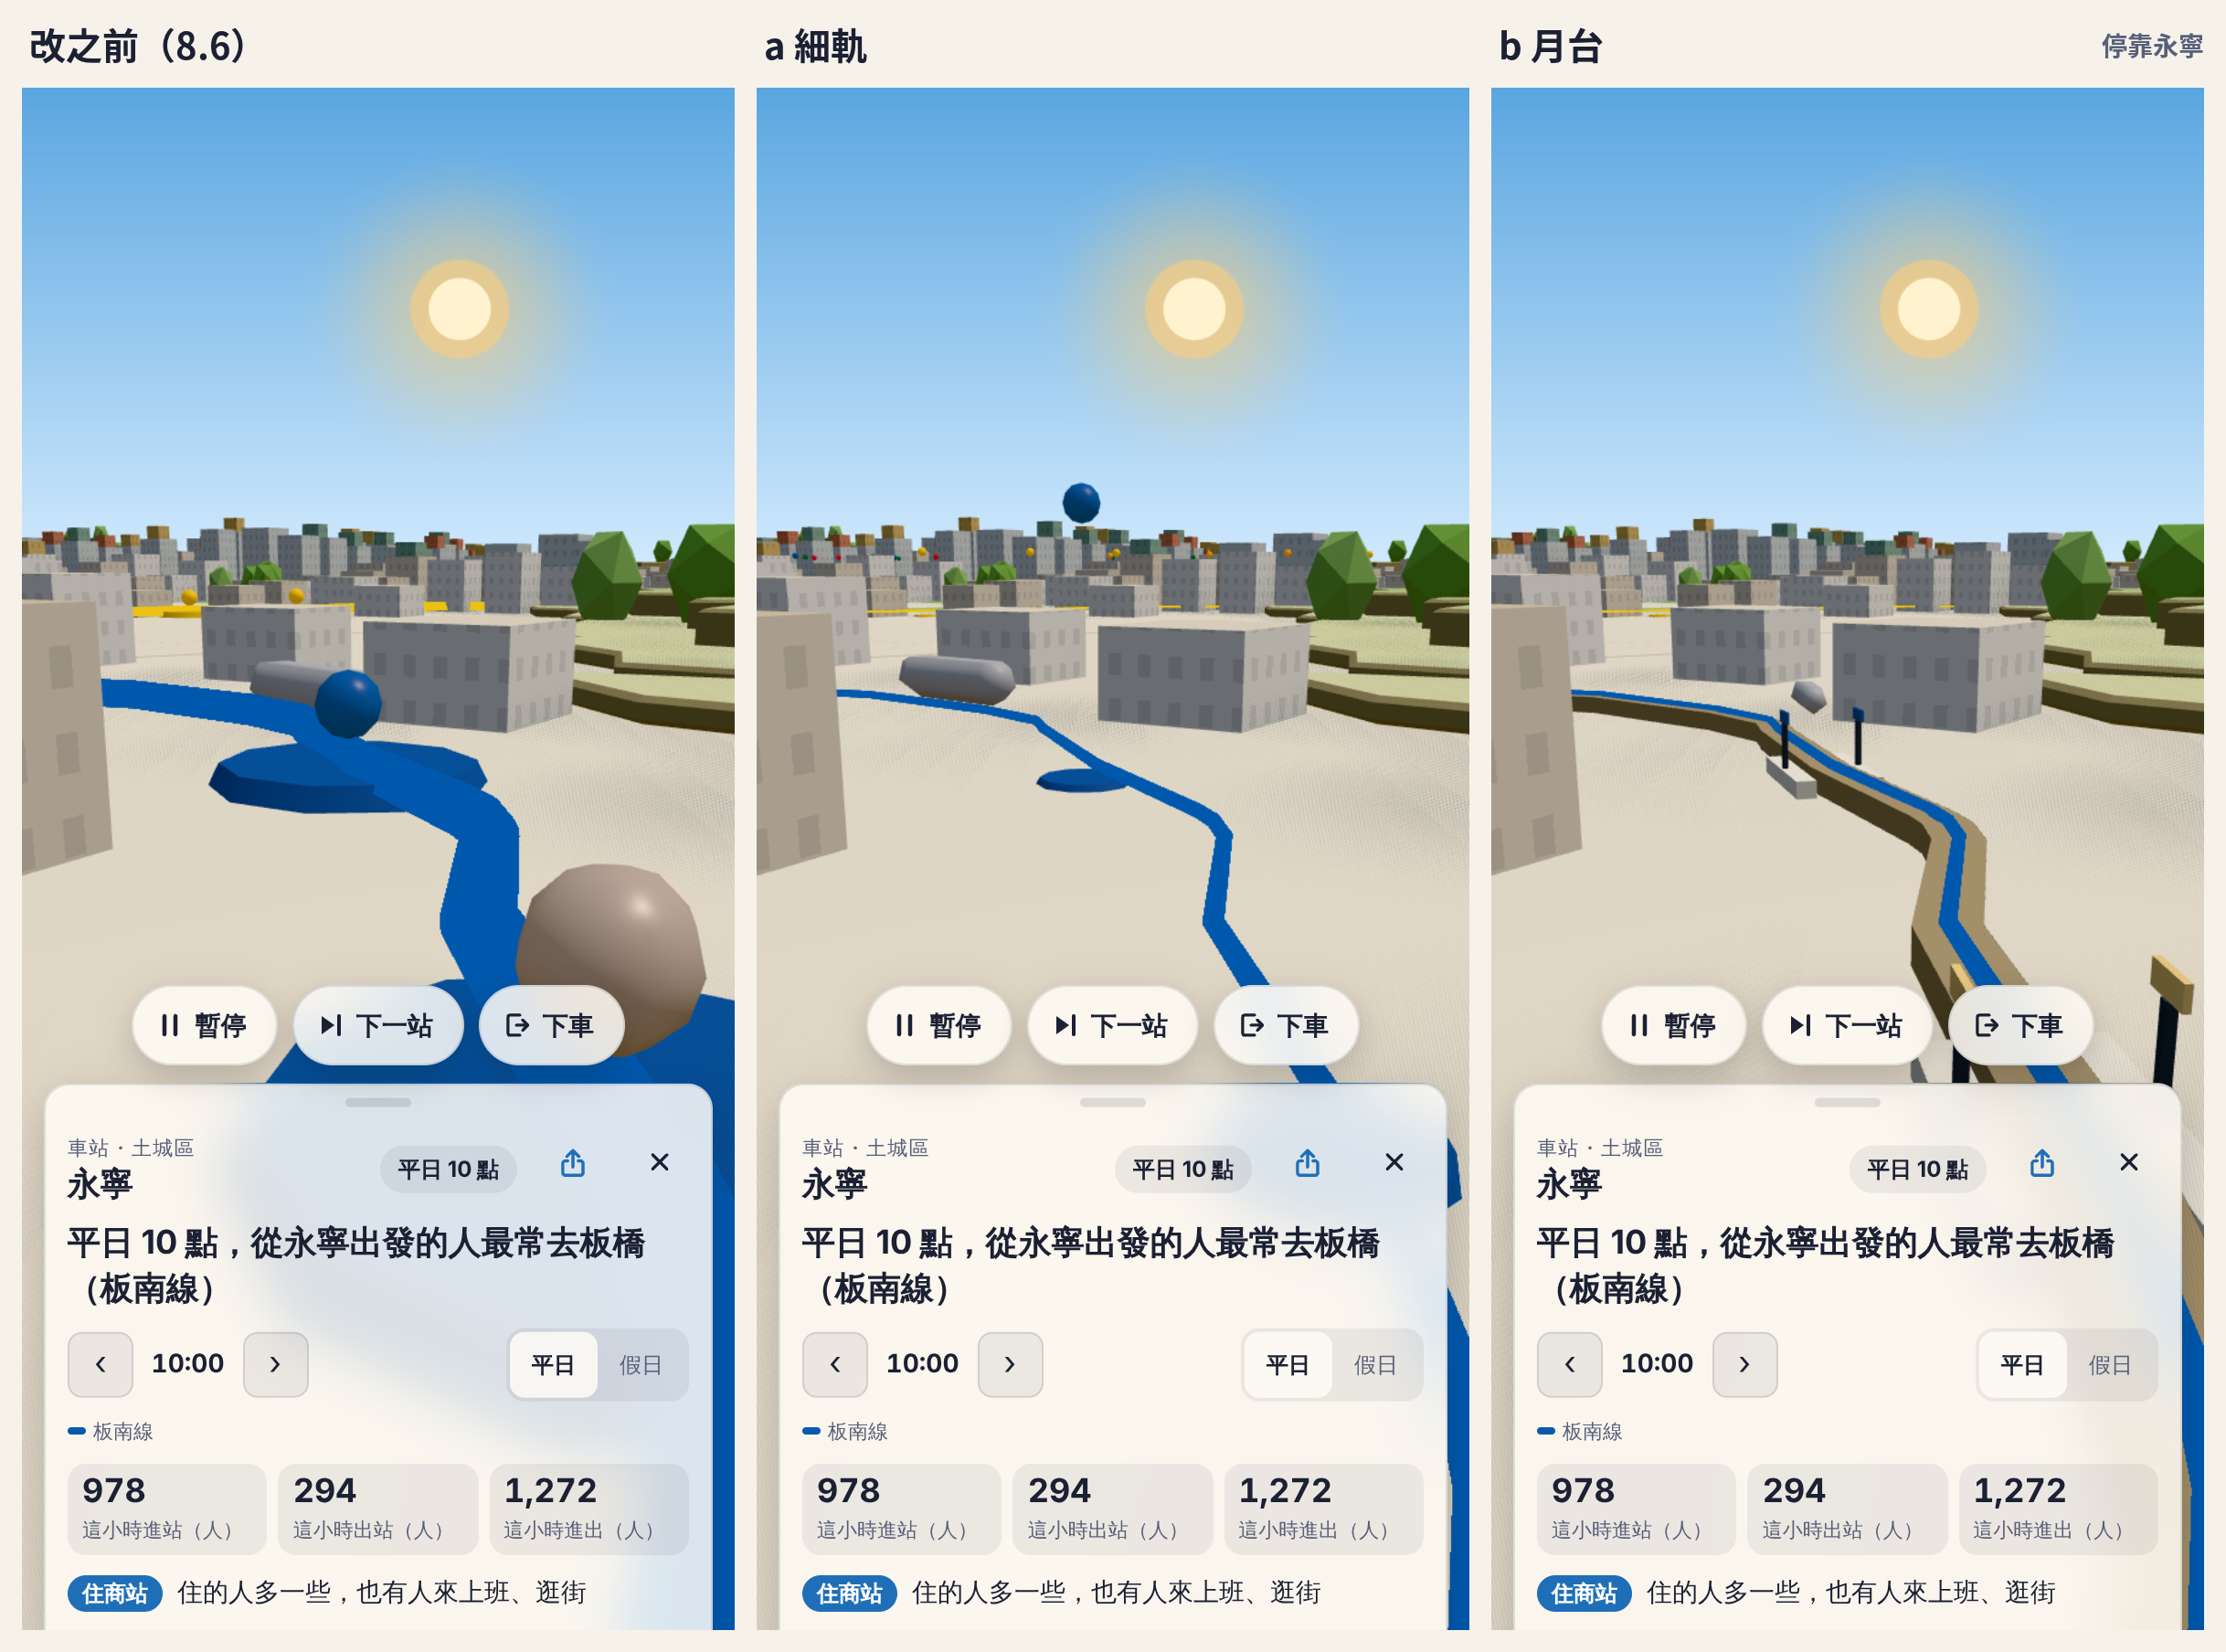 改之前（8.6）
暫停
下一站
下車
車站・土城區
永寧
平日 10 點
平日 10 點，從永寧出發的人最常去板橋
（板南線）
‹ 10:00 ›
平日 假日
板南線
978
294
1,272
這小時進站（人）
這小時出站（人）
這小時進出（人）
住商站 住的人多一些，也有人來上班、逛街
a 細軌
暫停
下一站
下車
車站・土城區
永寧
平日 10 點
平日 10 點，從永寧出發的人最常去板橋
（板南線）
‹ 10:00 ›
平日 假日
板南線
978
294
1,272
這小時進站（人）
這小時出站（人）
這小時進出（人）
住商站 住的人多一些，也有人來上班、逛街
b 月台
停靠永寧
暫停
下一站
下車
車站・土城區
永寧
平日 10 點
平日 10 點，從永寧出發的人最常去板橋
（板南線）
‹ 10:00 ›
平日 假日
板南線
978
294
1,272
這小時進站（人）
這小時出站（人）
這小時進出（人）
住商站 住的人多一些，也有人來上班、逛街